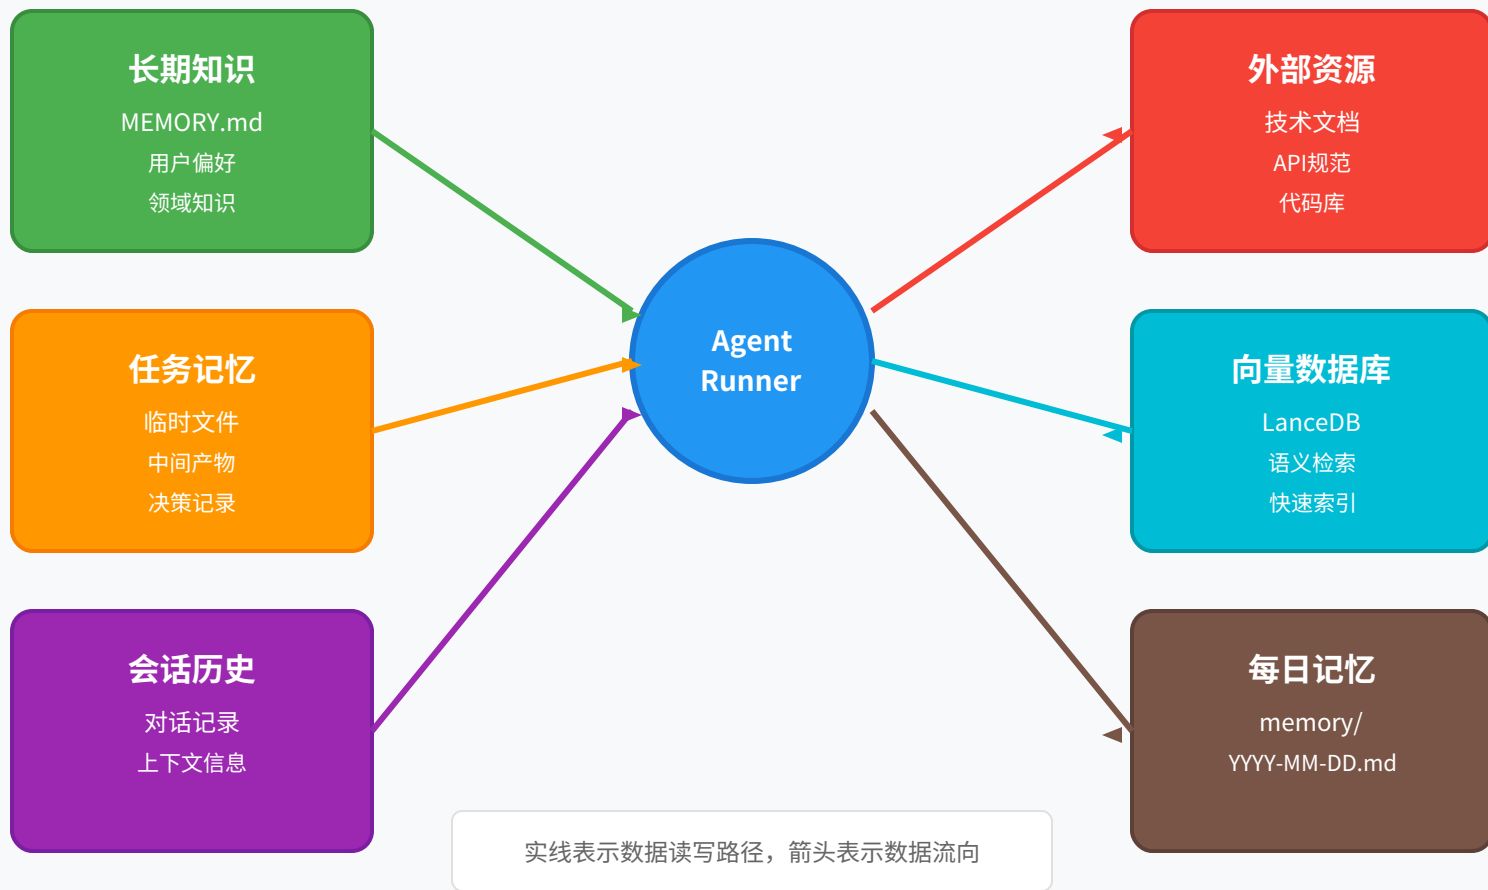 长期知识
MEMORY.md
用户偏好
领域知识
任务记忆
临时文件
中间产物
决策记录
会话历史
对话记录
上下文信息
Agent
Runner
外部资源
技术文档
API规范
代码库
向量数据库
LanceDB
语义检索
快速索引
每日记忆
memory/
YYYY-MM-DD.md
实线表示数据读写路径，箭头表示数据流向